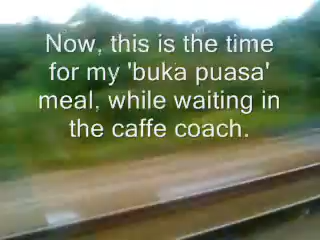 Now, this is the time
for my 'buka puasa'
meal, while waiting in
the caffe coach.